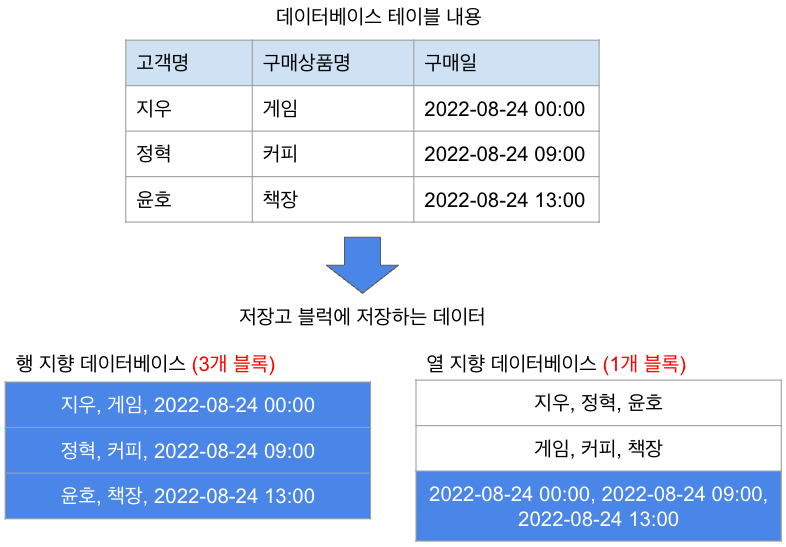 데이터베이스 테이블 내용
고객명 구매상품명 구매일
지우 게임 2022-08-24 00:00
정혁 커피 2022-08-24 09:00
윤호 책장 2022-08-24 13:00
저장고 블럭에 저장하는 데이터
행 지향 데이터베이스 (3개 블록)
지우, 게임, 2022-08-24 00:00
정혁, 커피, 2022-08-24 09:00
윤호, 책장, 2022-08-24 13:00
열 지향 데이터베이스 (1개 블록)
지우, 정혁, 윤호
게임, 커피, 책장
2022-08-24 00:00, 2022-08-24 09:00,
2022-08-24 13:00